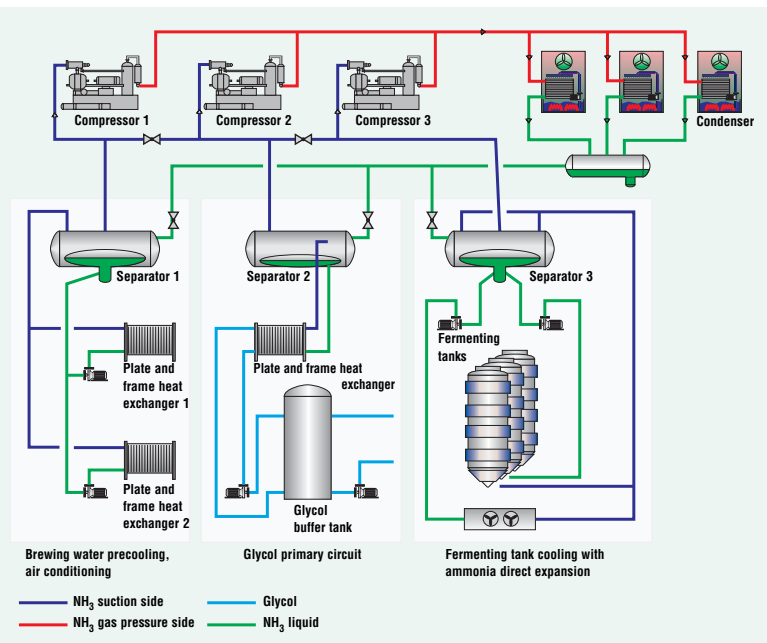 Compressor 1
Compressor 2
Compressor 3
Condenser
Separator 1
Separator 2
Separator 3
Plate and
frame heat
exchanger 1
Plate and
frame heat
exchanger 2
Plate and frame heat
exchanger
Glycol
buffer tank
Fermenting
tanks
Brewing water precooling,
air conditioning
Glycol primary circuit
Fermenting tank cooling with
ammonia direct expansion
NH3 suction side
Glycol
NH3 gas pressure side
NH3 liquid